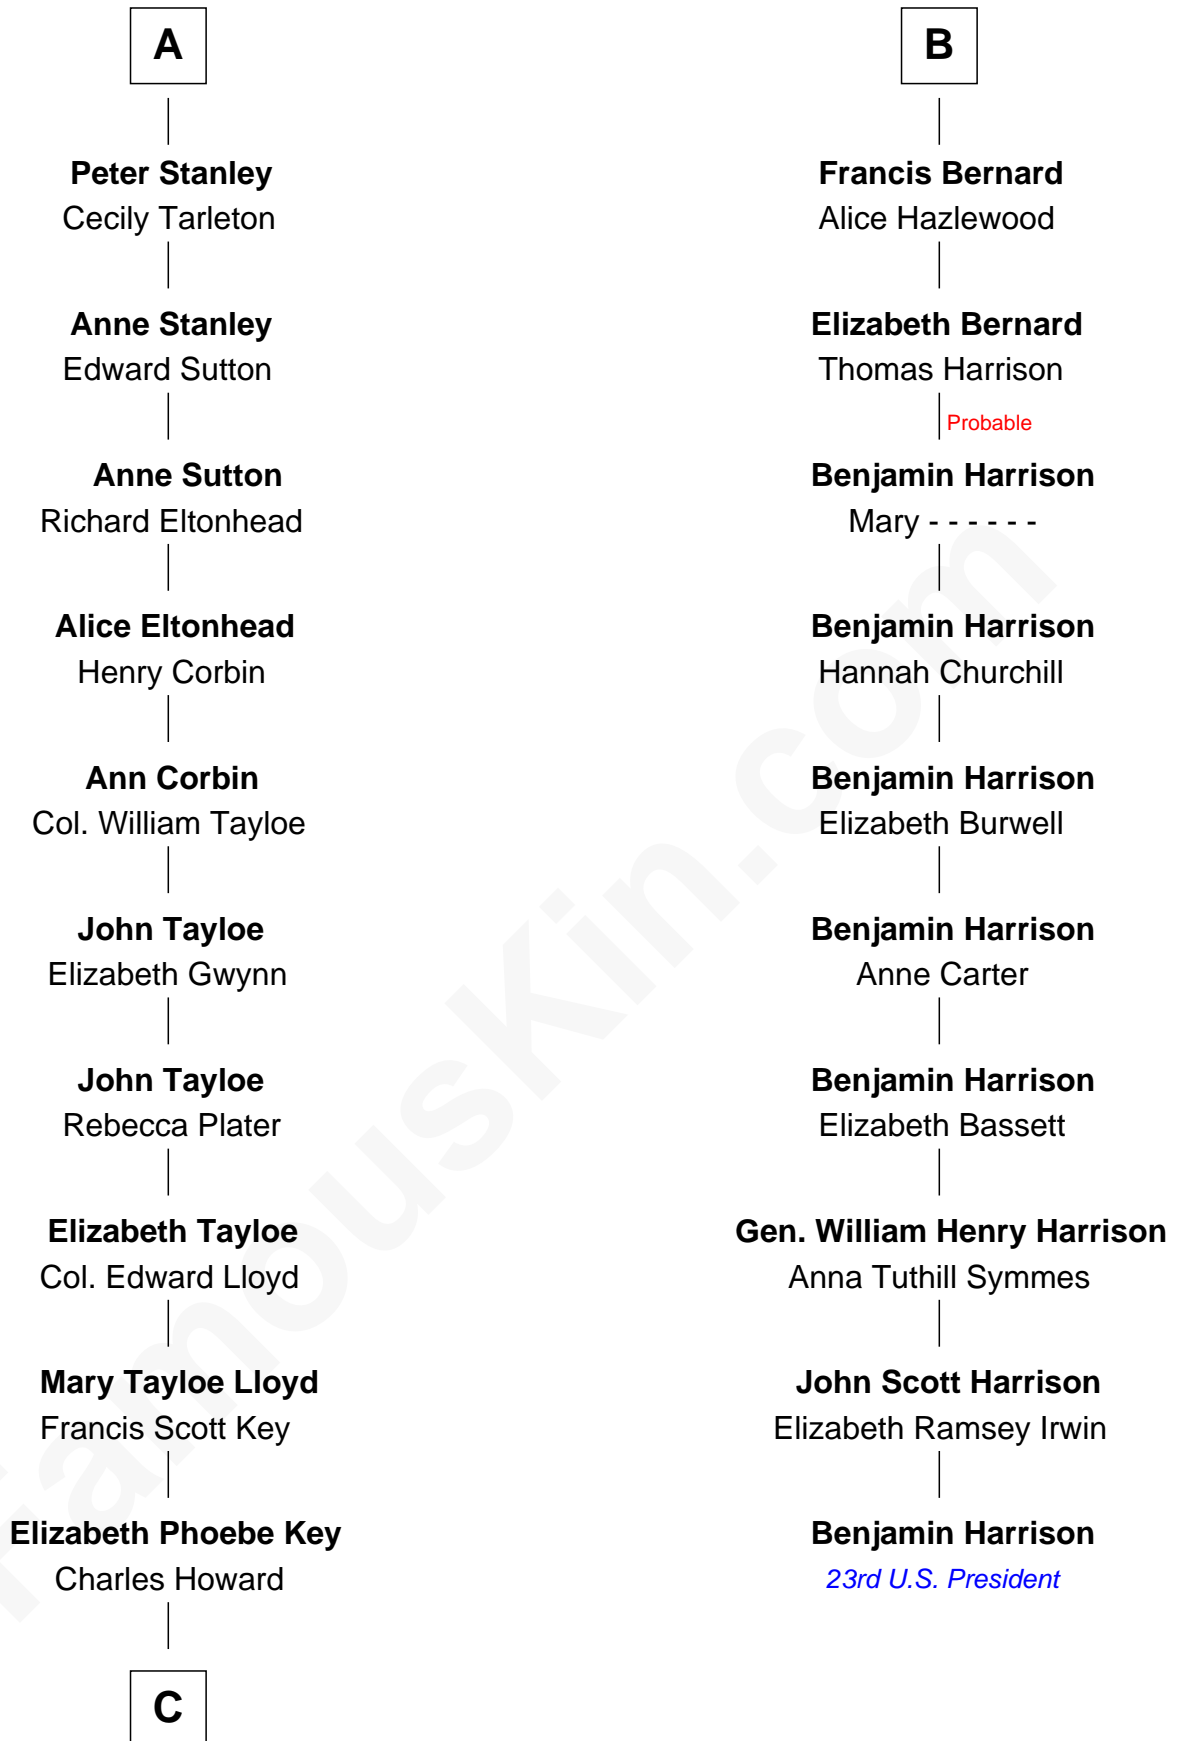 A
Peter Stanley
Cecily Tarleton
Anne Stanley
Edward Sutton
Anne Sutton
Richard Eltonhead
Alice Eltonhead
Henry Corbin
Ann Corbin
Col. William Tayloe
John Tayloe
Elizabeth Gwynn
John Tayloe
Rebecca Plater
Elizabeth Tayloe
Col. Edward Lloyd
Mary Tayloe Lloyd
Francis Scott Key
Elizabeth Phoebe Key
Charles Howard
C
B
Francis Bernard
Alice Hazlewood
Elizabeth Bernard
Thomas Harrison
Probable
Benjamin Harrison
Mary - - - - - -
Benjamin Harrison
Hannah Churchill
Benjamin Harrison
Elizabeth Burwell
Benjamin Harrison
Anne Carter
Benjamin Harrison
Elizabeth Bassett
Gen. William Henry Harrison
Anna Tuthill Symmes
John Scott Harrison
Elizabeth Ramsey Irwin
Benjamin Harrison
23rd U.S. President
FamousKin.com